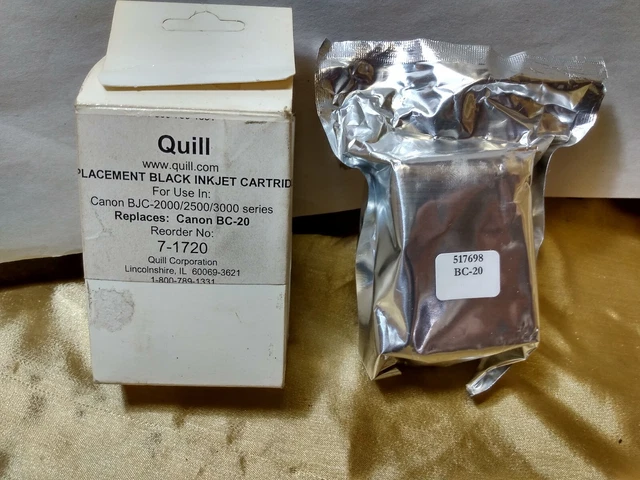 Quill
www.quill.com
PLACEMENT BLACK INKJET CARTRID
For Use In:
Canon BJC-2000/2500/3000 series
Replaces: Canon BC-20
Reorder No:
7-1720
Quill Corporation
Lincolnshire, IL 60069-3621
1-800-789-1331
517698
BC-20